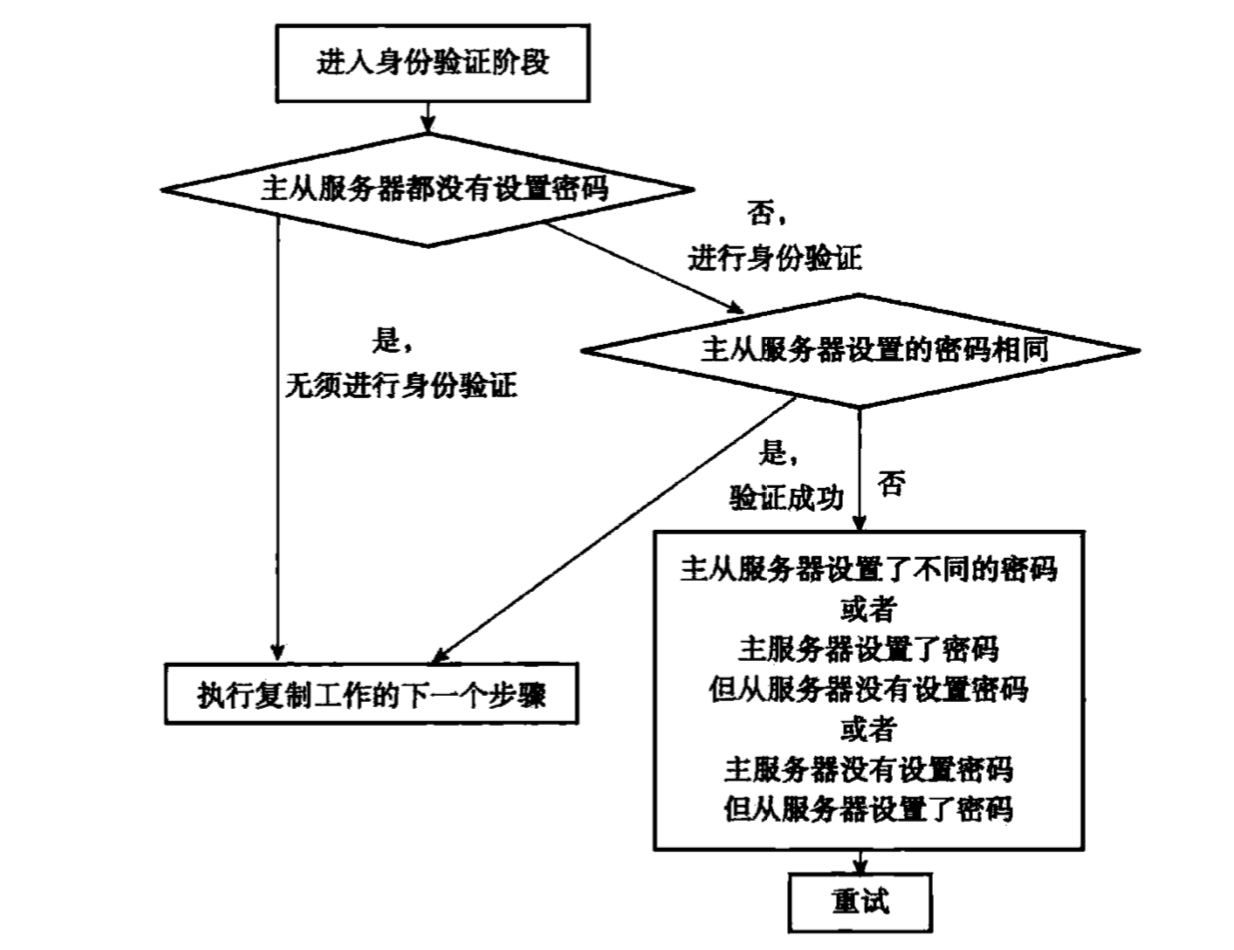 进入身份验证阶段
主从服务器都没有设置密码
否，
进行身份验证
主从服务器设置的密码相同
是，
无须进行身份验证
是，
验证成功
否
主从服务器设置了不同的密码
或者
主服务器设置了密码
但从服务器没有设置密码
或者
主服务器没有设置密码
但从服务器设置了密码
执行复制工作的下一个步骤
重试